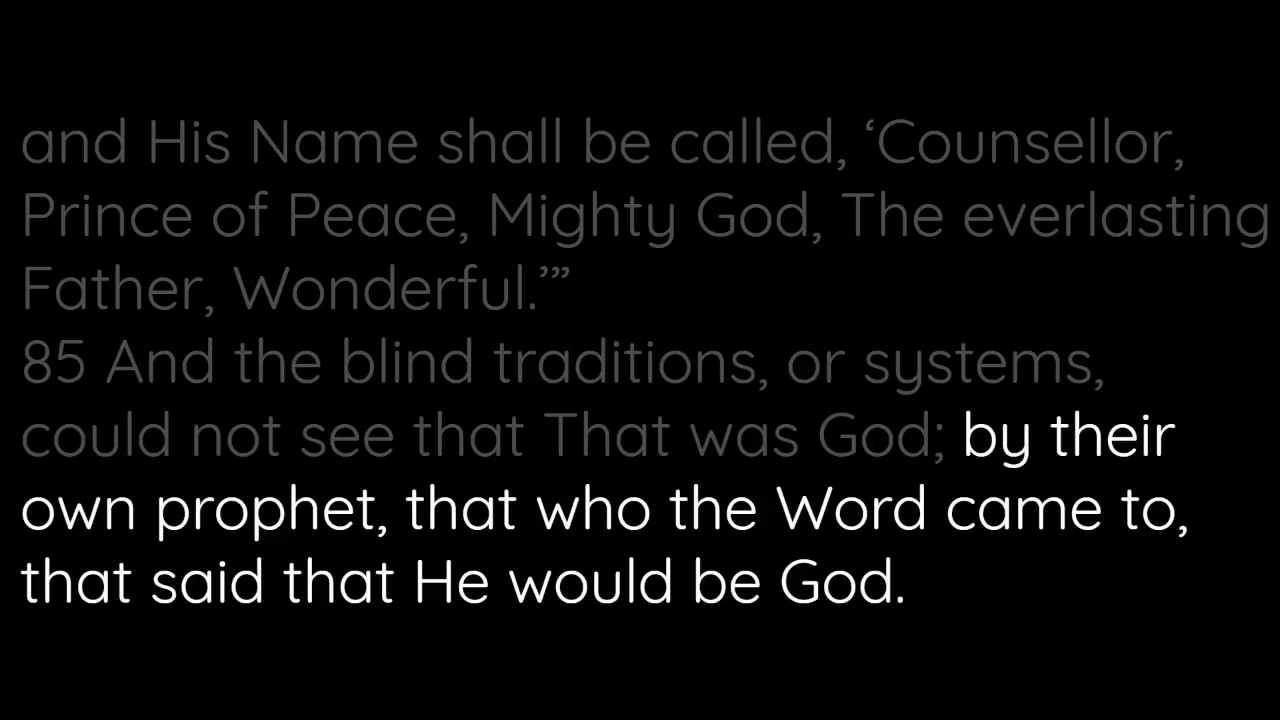 and His Name shall be called, ‘Counsellor,
Prince of Peace, Mighty God, The everlasting
Father, Wonderful.’”
85 And the blind traditions, or systems,
could not see that That was God; by their
own prophet, that who the Word came to,
that said that He would be God.